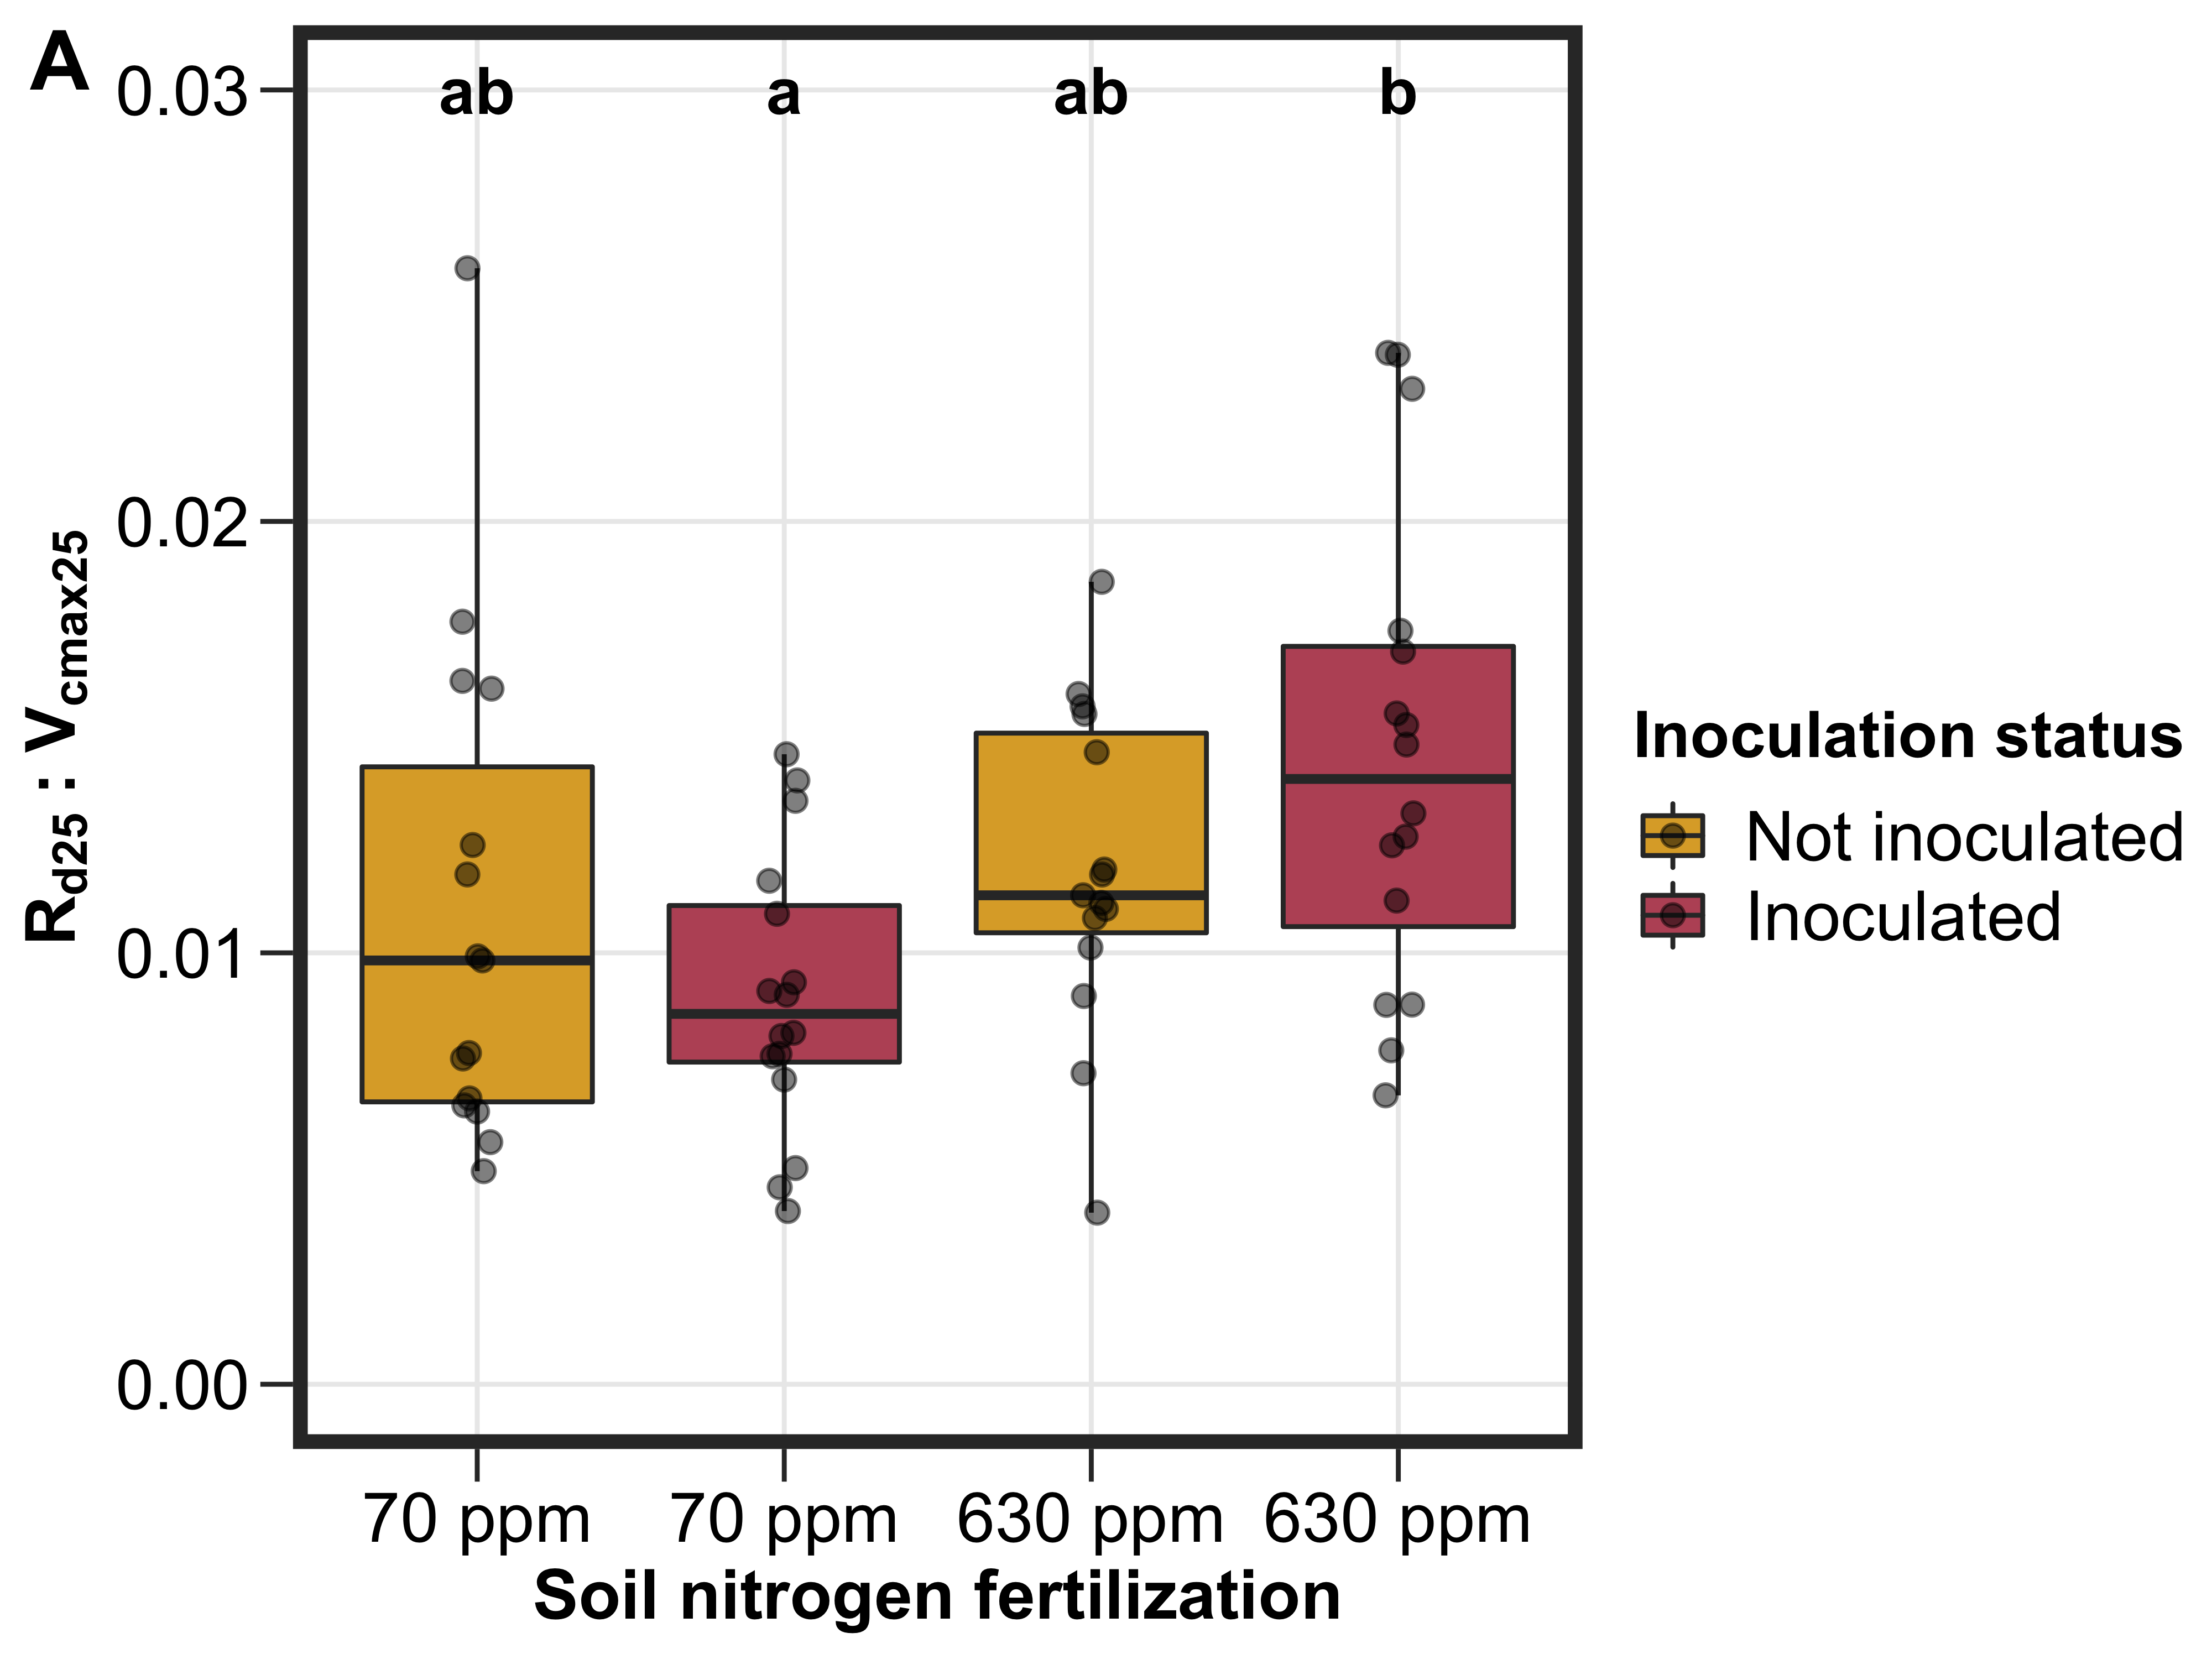 A
0.03
ab a ab b
0.02
0.01
0.00
Rd25 : Vcmax25
70 ppm 70 ppm 630 ppm 630 ppm
Soil nitrogen fertilization
Inoculation status
Not inoculated
Inoculated